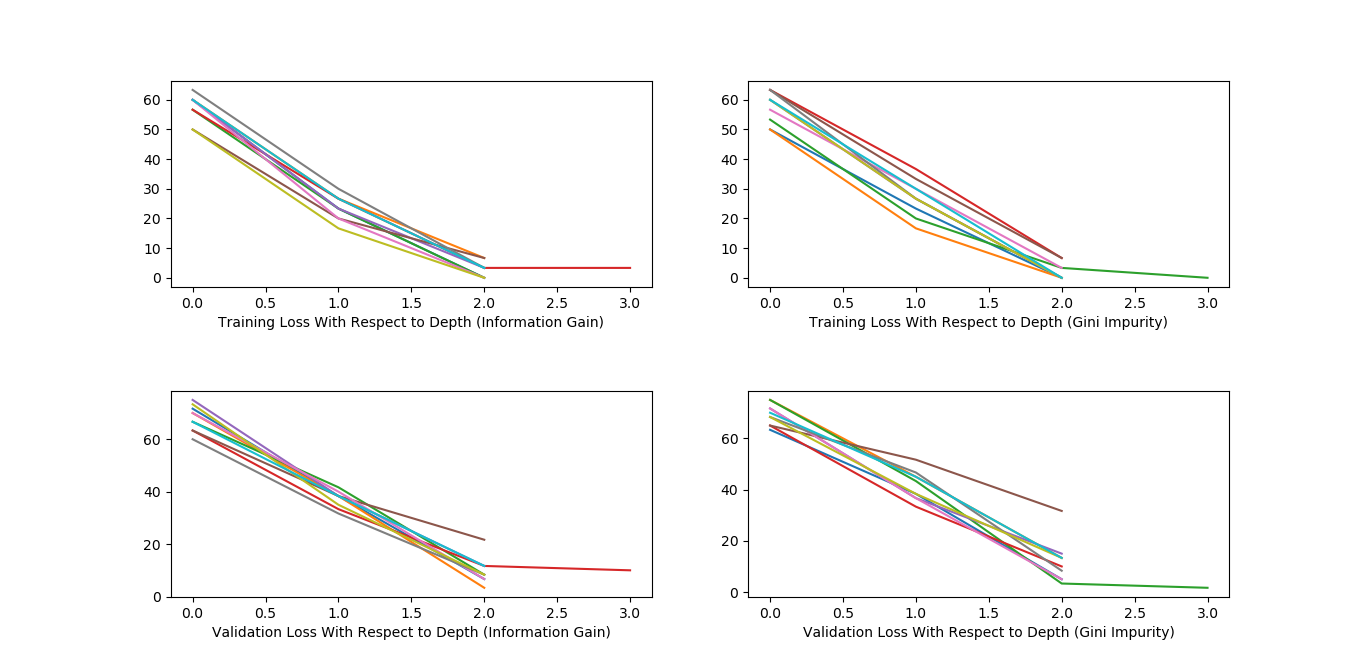 60
50
40
30
20
10
0
0.0 0.5 1.0 1.5 2.0 2.5 3.0
Training Loss With Respect to Depth (Information Gain)
60
50
40
30
20
10
0
0.0 0.5 1.0 1.5 2.0 2.5 3.0
Training Loss With Respect to Depth (Gini Impurity)
60
40
20
0
0.0 0.5 1.0 1.5 2.0 2.5 3.0
Validation Loss With Respect to Depth (Information Gain)
60
40
20
0
0.0 0.5 1.0 1.5 2.0 2.5 3.0
Validation Loss With Respect to Depth (Gini Impurity)